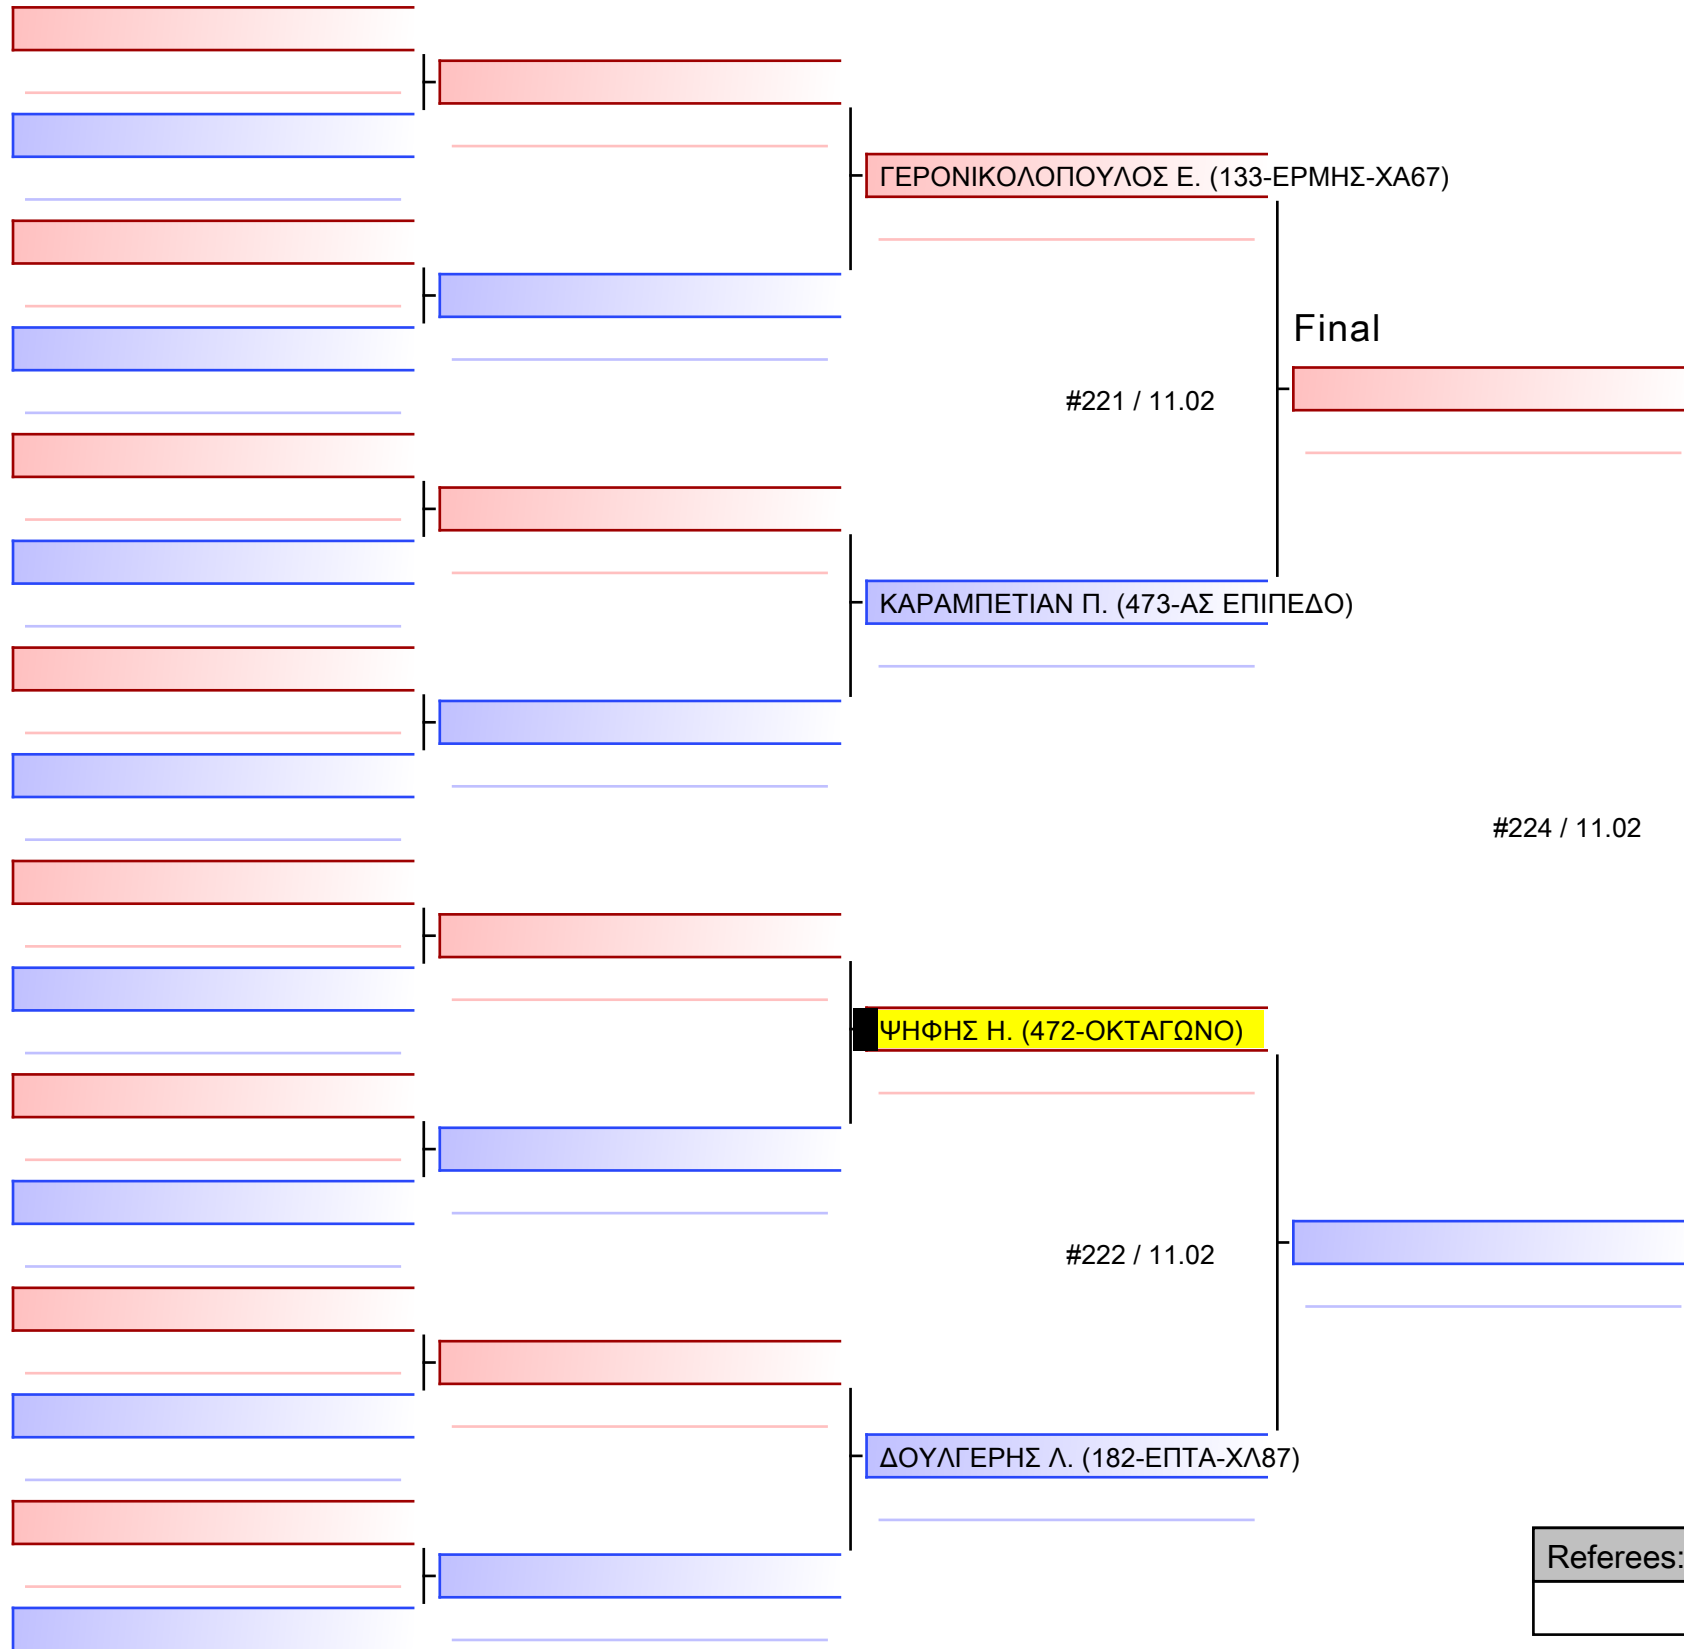 ΓΕΡΟΝΙΚΟΛΟΠΟΥΛΟΣ Ε. (133-ΕΡΜΗΣ-ΧΑ67)
Final
#221 / 11.02
ΚΑΡΑΜΠΕΤΙΑΝ Π. (473-ΑΣ ΕΠΙΠΕΔΟ)
#224 / 11.02
ΨΗΦΗΣ Η. (472-ΟΚΤΑΓΩΝΟ)
#222 / 11.02
ΔΟΥΛΓΕΡΗΣ Λ. (182-ΕΠΤΑ-ΧΛ87)
Referees: